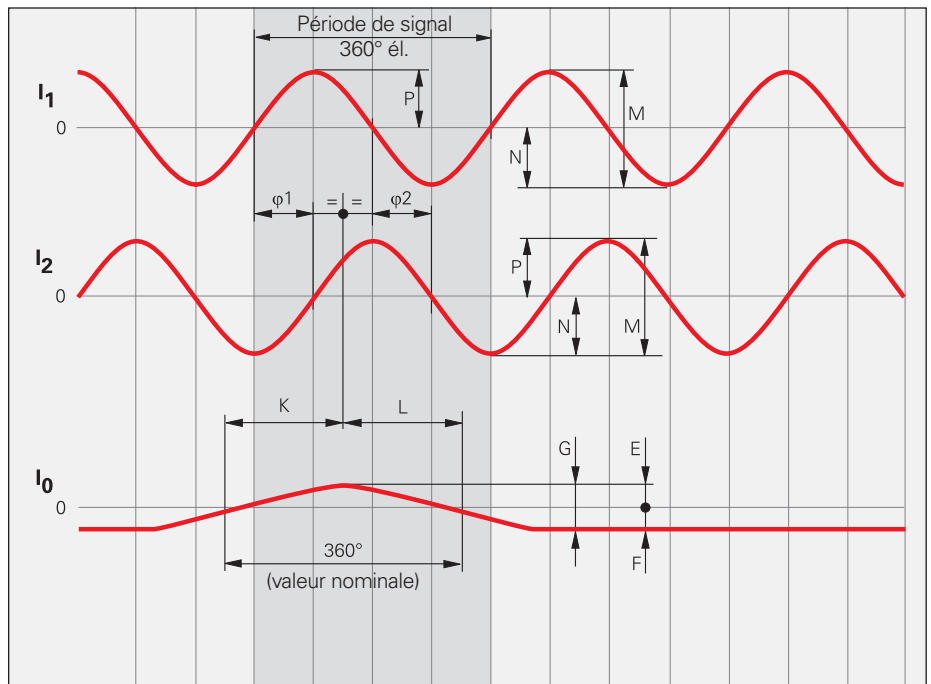 Période de signal
360° él.
I1
P
M
0
N
φ1 = = φ2
I2
P
0
N M
K L
G E
I0
0
360°
F
(valeur nominale)